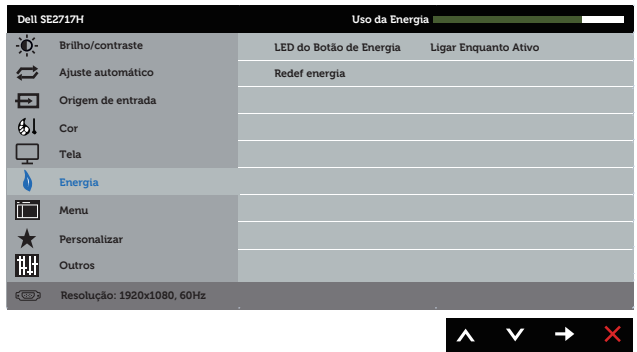 Dell SE2717H Uso da Energia
Brilho/contraste LED do Botão de Energia Ligar Enquanto Ativo
Ajuste automático Redef energia
Origem de entrada
Cor
Tela
Energia
Menu
Personalizar
Outros
Resolução: 1920x1080, 60Hz